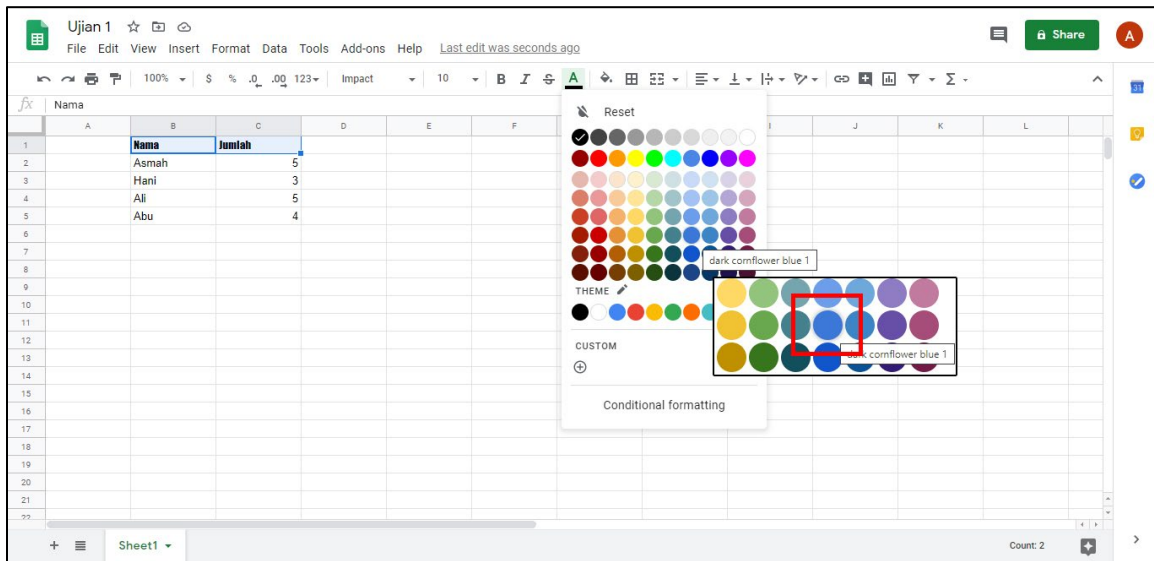 Ujian 1
File Edit View Insert Format Data Tools Add-ons Help Last edit was seconds ago
Share
A
100% $ % .0 .00 123 Impact 10 B I S A
31
fx Nama
Reset
A B C D E F I J K L
1 Nama Jumlah
2 Asmah 5
3 Hani 3
4 Ali 5
5 Abu 4
6
7
dark cornflower blue 1
8
9
THEME
10
11
12
CUSTOM
13
dark cornflower blue 1
14
15
16
Conditional formatting
17
18
19
20
21
22
Sheet1
Count: 2